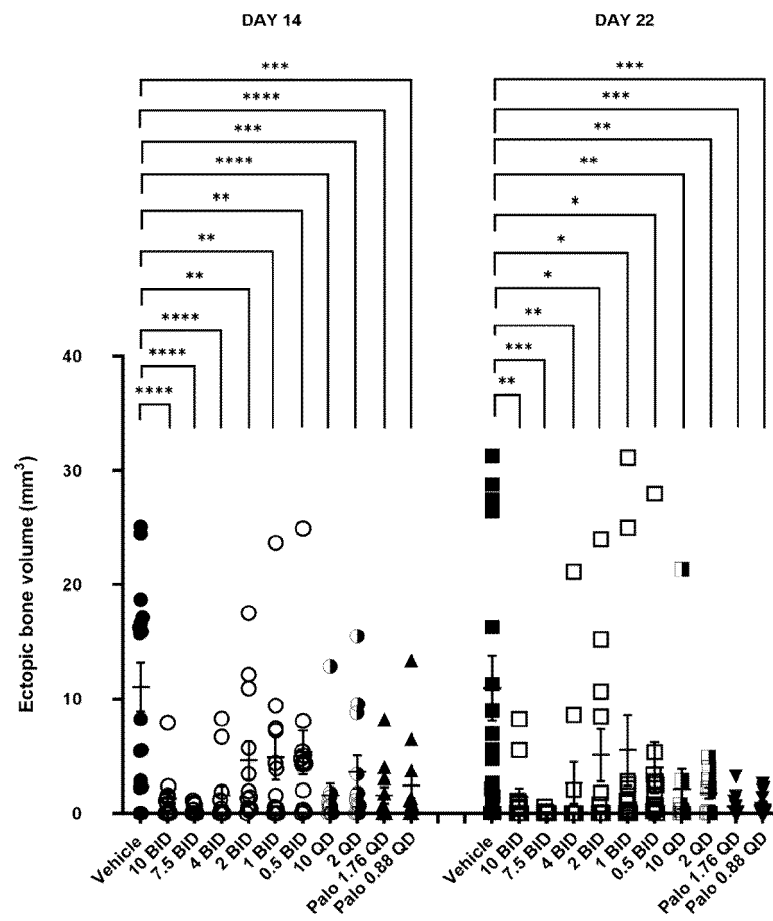 DAY 14 DAY 22
*** ***
**** ***
*** **
**** **
** *
** *
** *
**** **
**** ***
**** **
40
30
20
10
0
Ectopic bone volume (mm³)
Vehicle
10 BID
7.5 BID
4 BID
2 BID
1 BID
0.5 BID
10 QD
2 QD
Palo 1.76 QD
Palo 0.88 QD
Vehicle
10 BID
7.5 BID
4 BID
2 BID
1 BID
0.5 BID
10 QD
2 QD
Palo 1.76 QD
Palo 0.88 QD